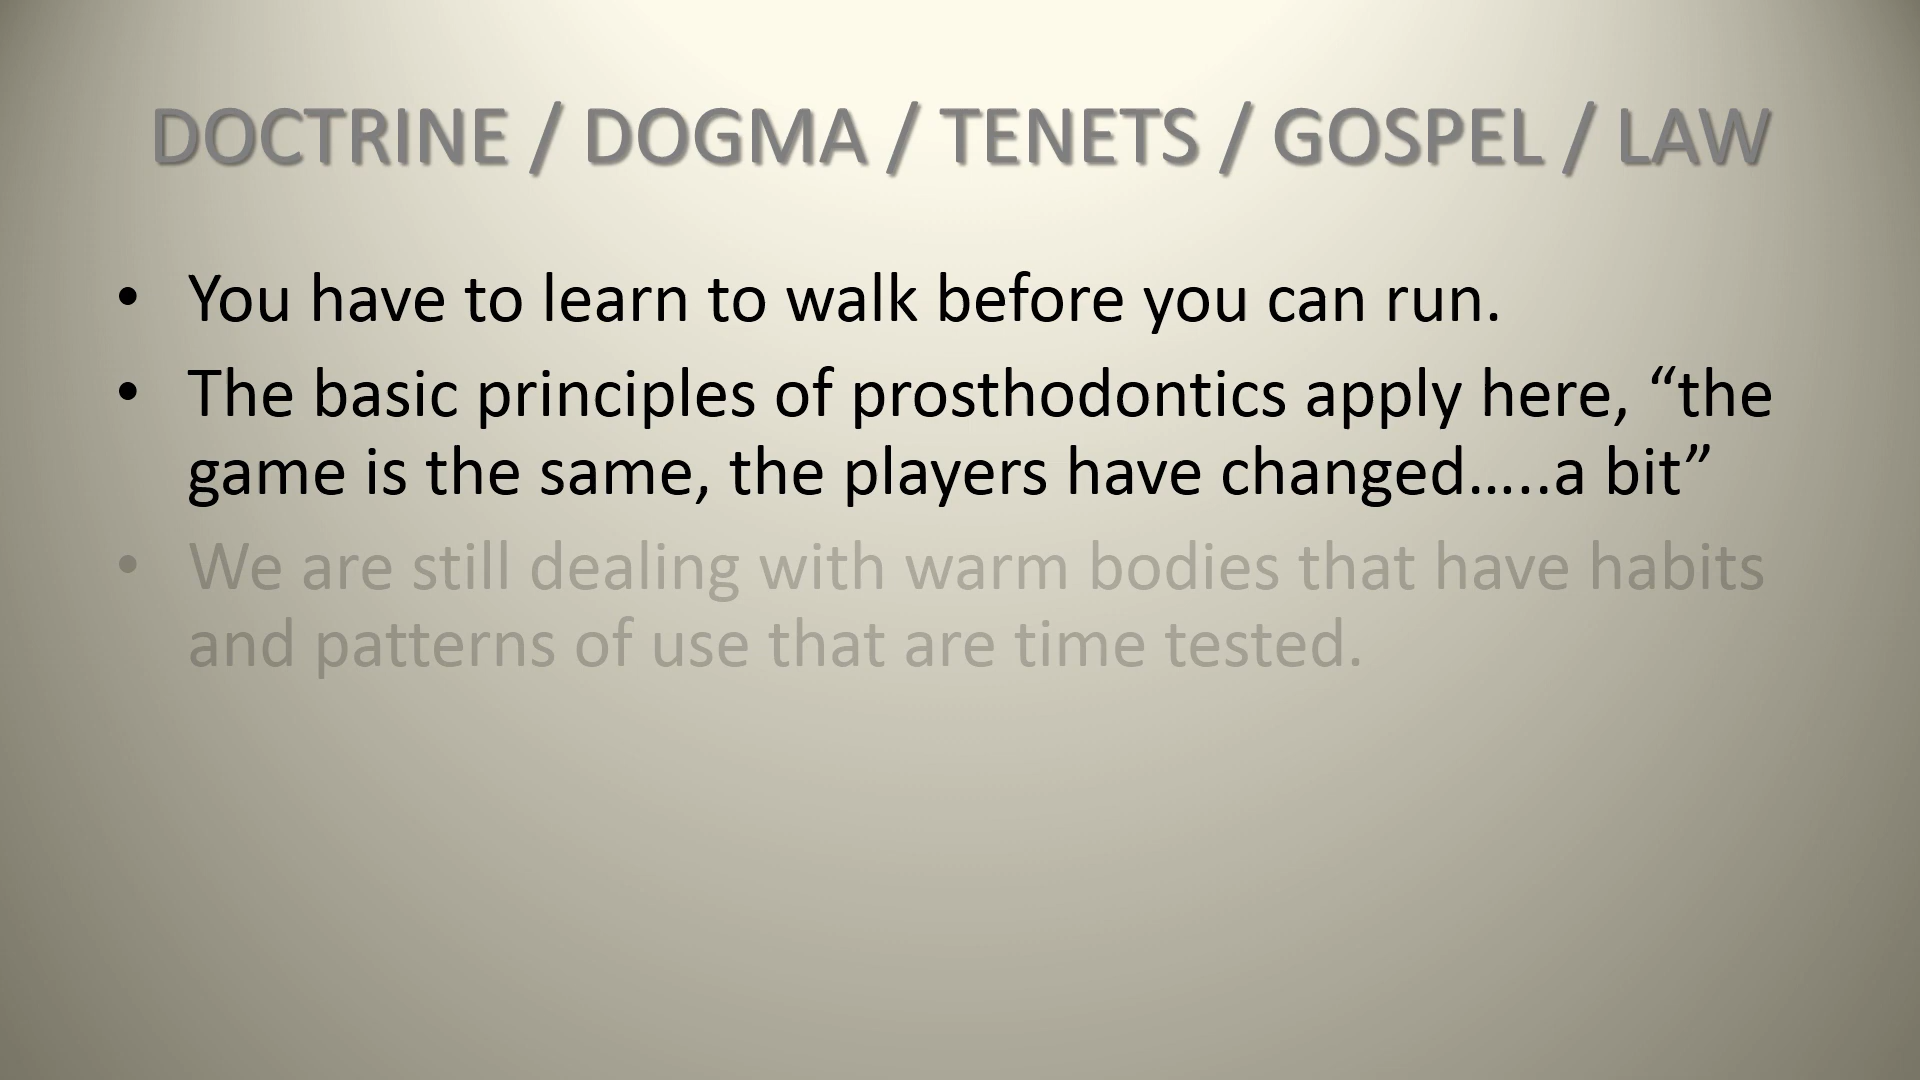 DOCTRINE / DOGMA / TENETS / GOSPEL / LAW
• You have to learn to walk before you can run.
• The basic principles of prosthodontics apply here, “the
game is the same, the players have changed…..a bit”
• We are still dealing with warm bodies that have habits
and patterns of use that are time tested.